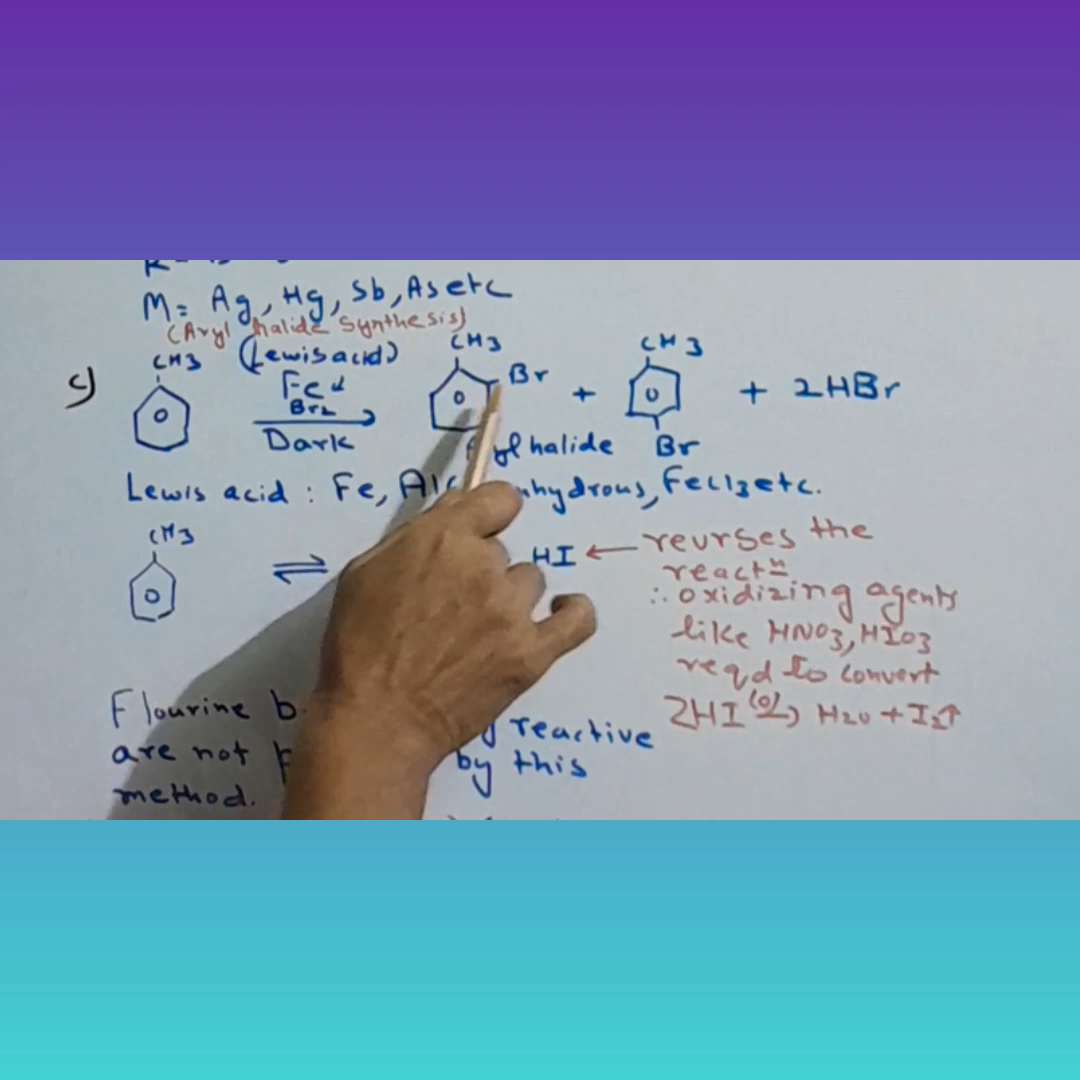 M = Ag, Hg, Sb, As etc
(Aryl halide synthesis)
c)
CH3
(Lewis acid)
Fe
Br2
Dark
CH3
Br
+
CH3
Br
+ 2HBr
halide
Lewis acid : Fe, hydrous, FeCl3 etc.
CH3
⇌
HI ← revrses the
reactn
∴ oxidizing agents
like HNO3, HIO3
reqd to convert
2HI (O)→ H2O + I2↑
Flourine reactive
are not by this
method.